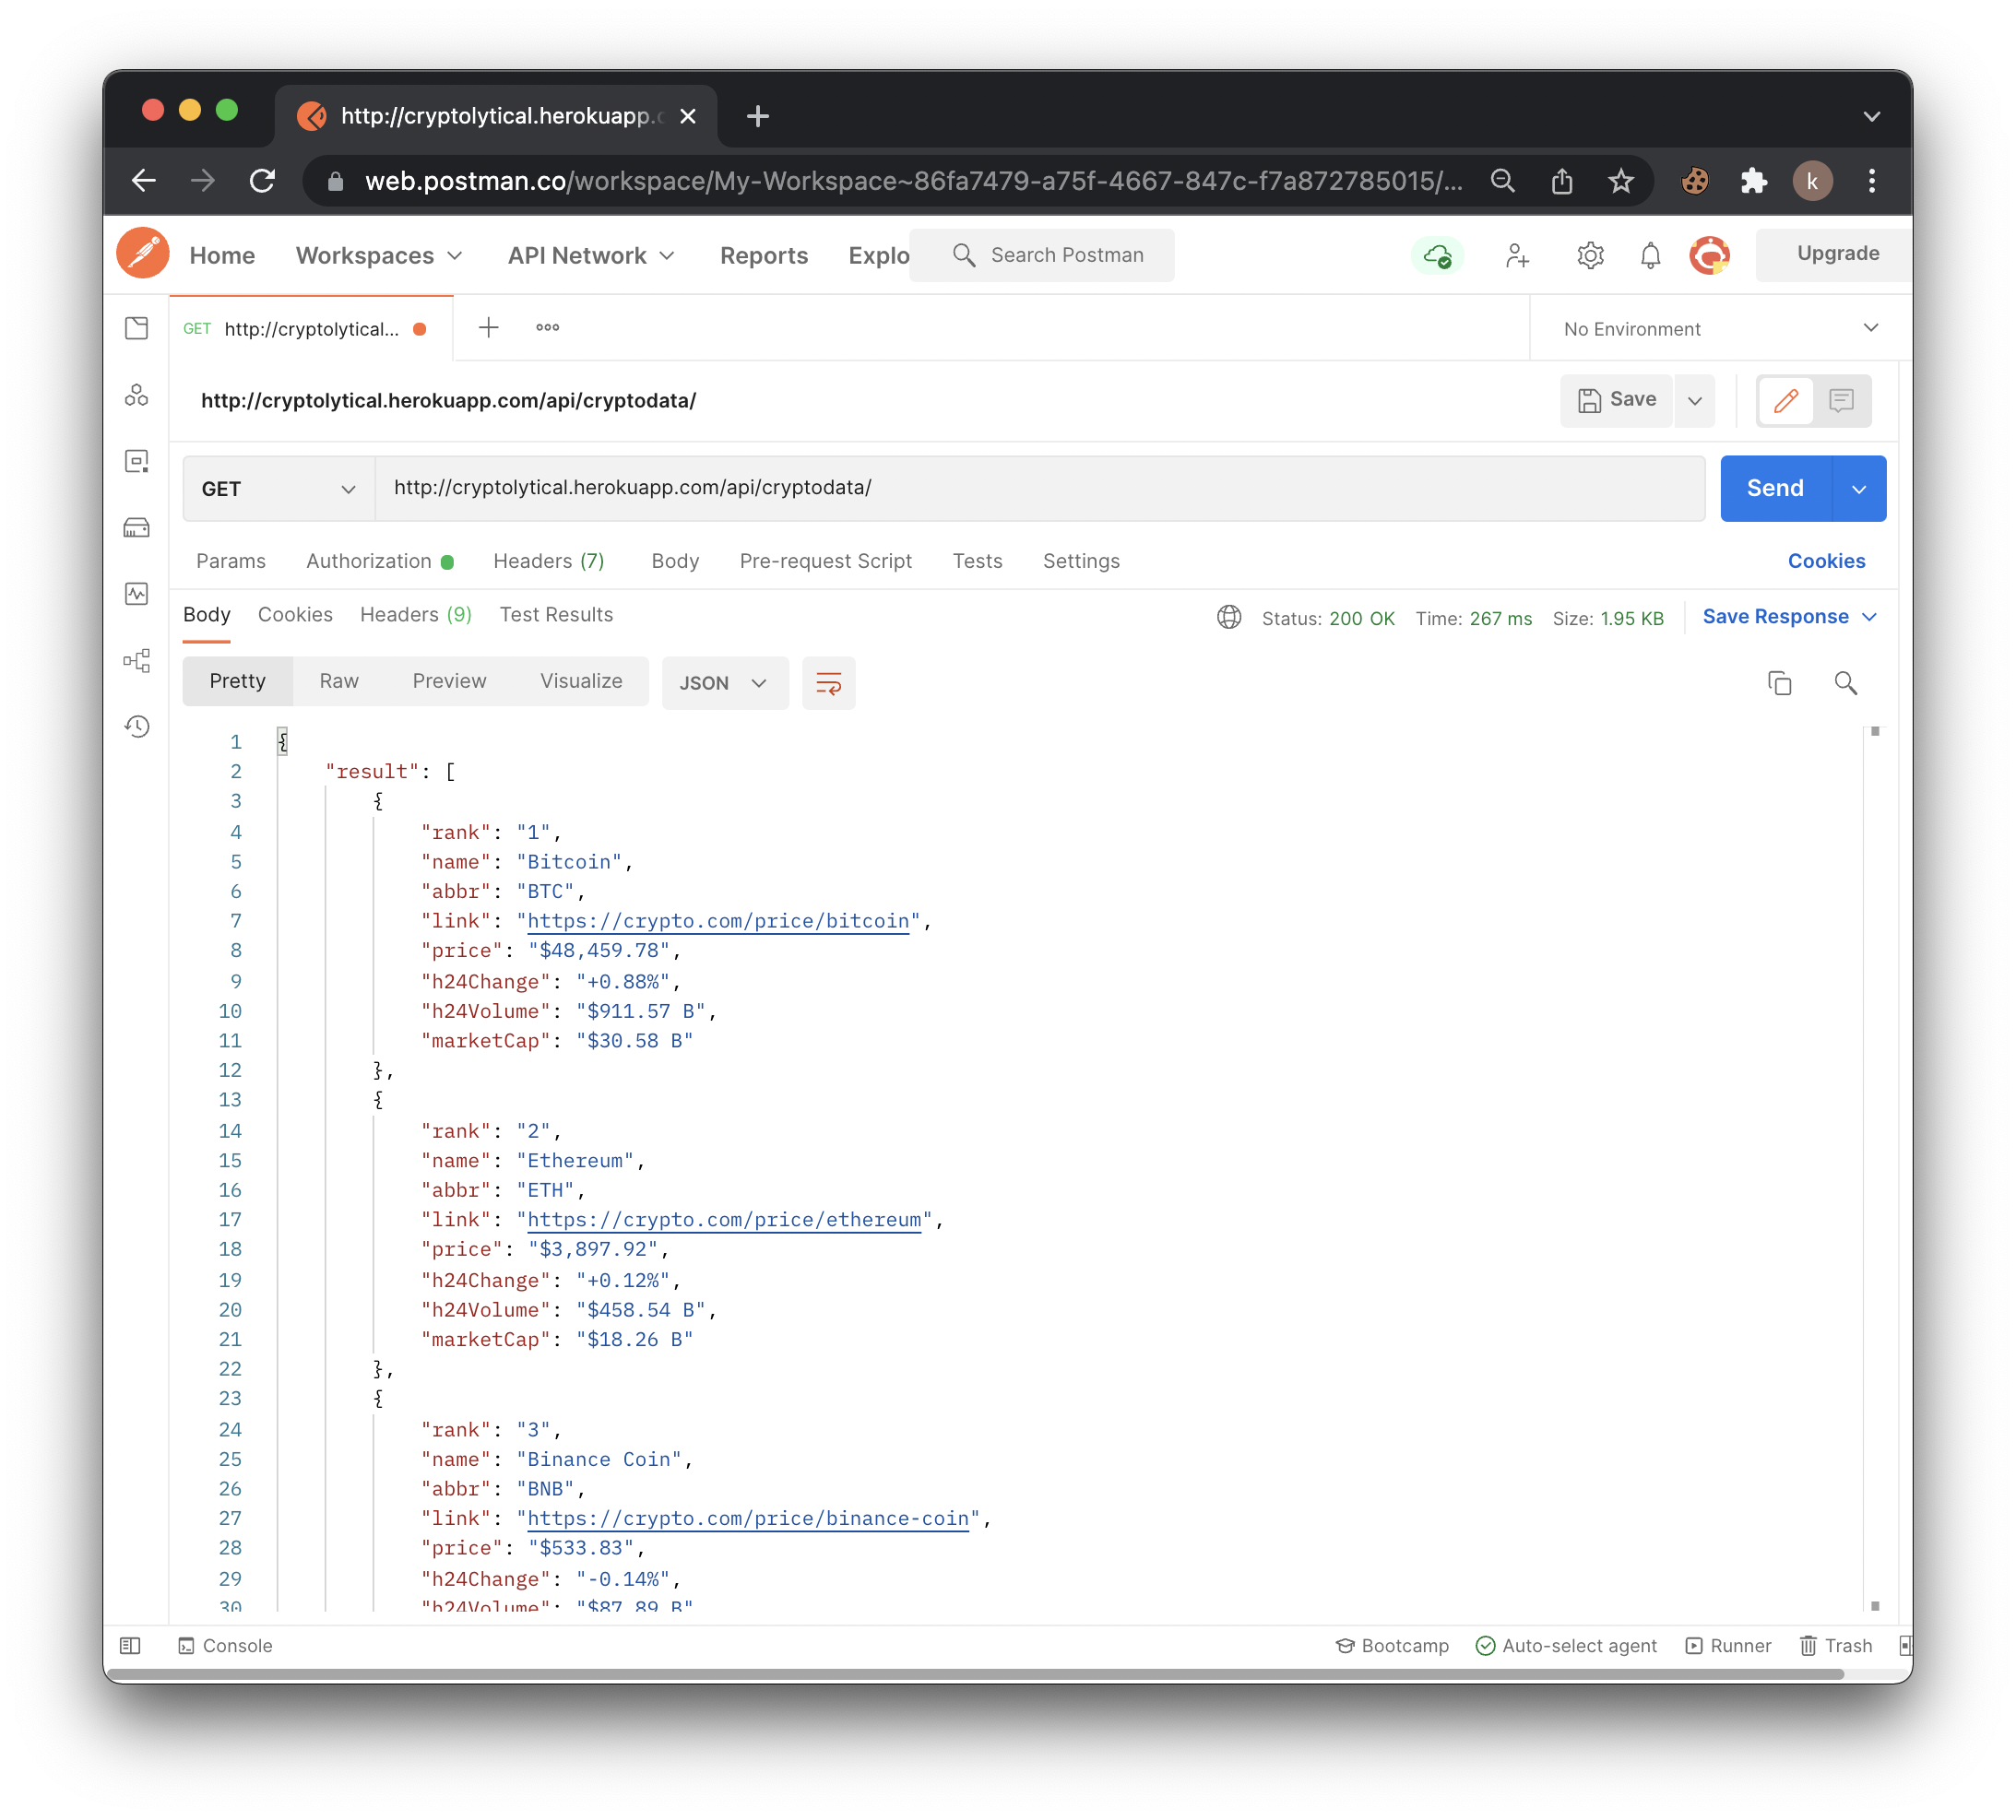 http://cryptolytical.herokuapp.c
web.postman.co/workspace/My-Workspace~86fa7479-a75f-4667-847c-f7a872785015/...
k
Home Workspaces API Network Reports Explo Search Postman Upgrade
GET http://cryptolytical... No Environment
http://cryptolytical.herokuapp.com/api/cryptodata/ Save
GET http://cryptolytical.herokuapp.com/api/cryptodata/ Send
Params Authorization Headers (7) Body Pre-request Script Tests Settings Cookies
Body Cookies Headers (9) Test Results Status: 200 OK Time: 267 ms Size: 1.95 KB Save Response
Pretty Raw Preview Visualize JSON
1 {
2 "result": [
3 {
4 "rank": "1",
5 "name": "Bitcoin",
6 "abbr": "BTC",
7 "link": "https://crypto.com/price/bitcoin",
8 "price": "$48,459.78",
9 "h24Change": "+0.88%",
10 "h24Volume": "$911.57 B",
11 "marketCap": "$30.58 B"
12 },
13 {
14 "rank": "2",
15 "name": "Ethereum",
16 "abbr": "ETH",
17 "link": "https://crypto.com/price/ethereum",
18 "price": "$3,897.92",
19 "h24Change": "+0.12%",
20 "h24Volume": "$458.54 B",
21 "marketCap": "$18.26 B"
22 },
23 {
24 "rank": "3",
25 "name": "Binance Coin",
26 "abbr": "BNB",
27 "link": "https://crypto.com/price/binance-coin",
28 "price": "$533.83",
29 "h24Change": "-0.14%",
30 "h24Volume": "$87.89 B"
Console Bootcamp Auto-select agent Runner Trash